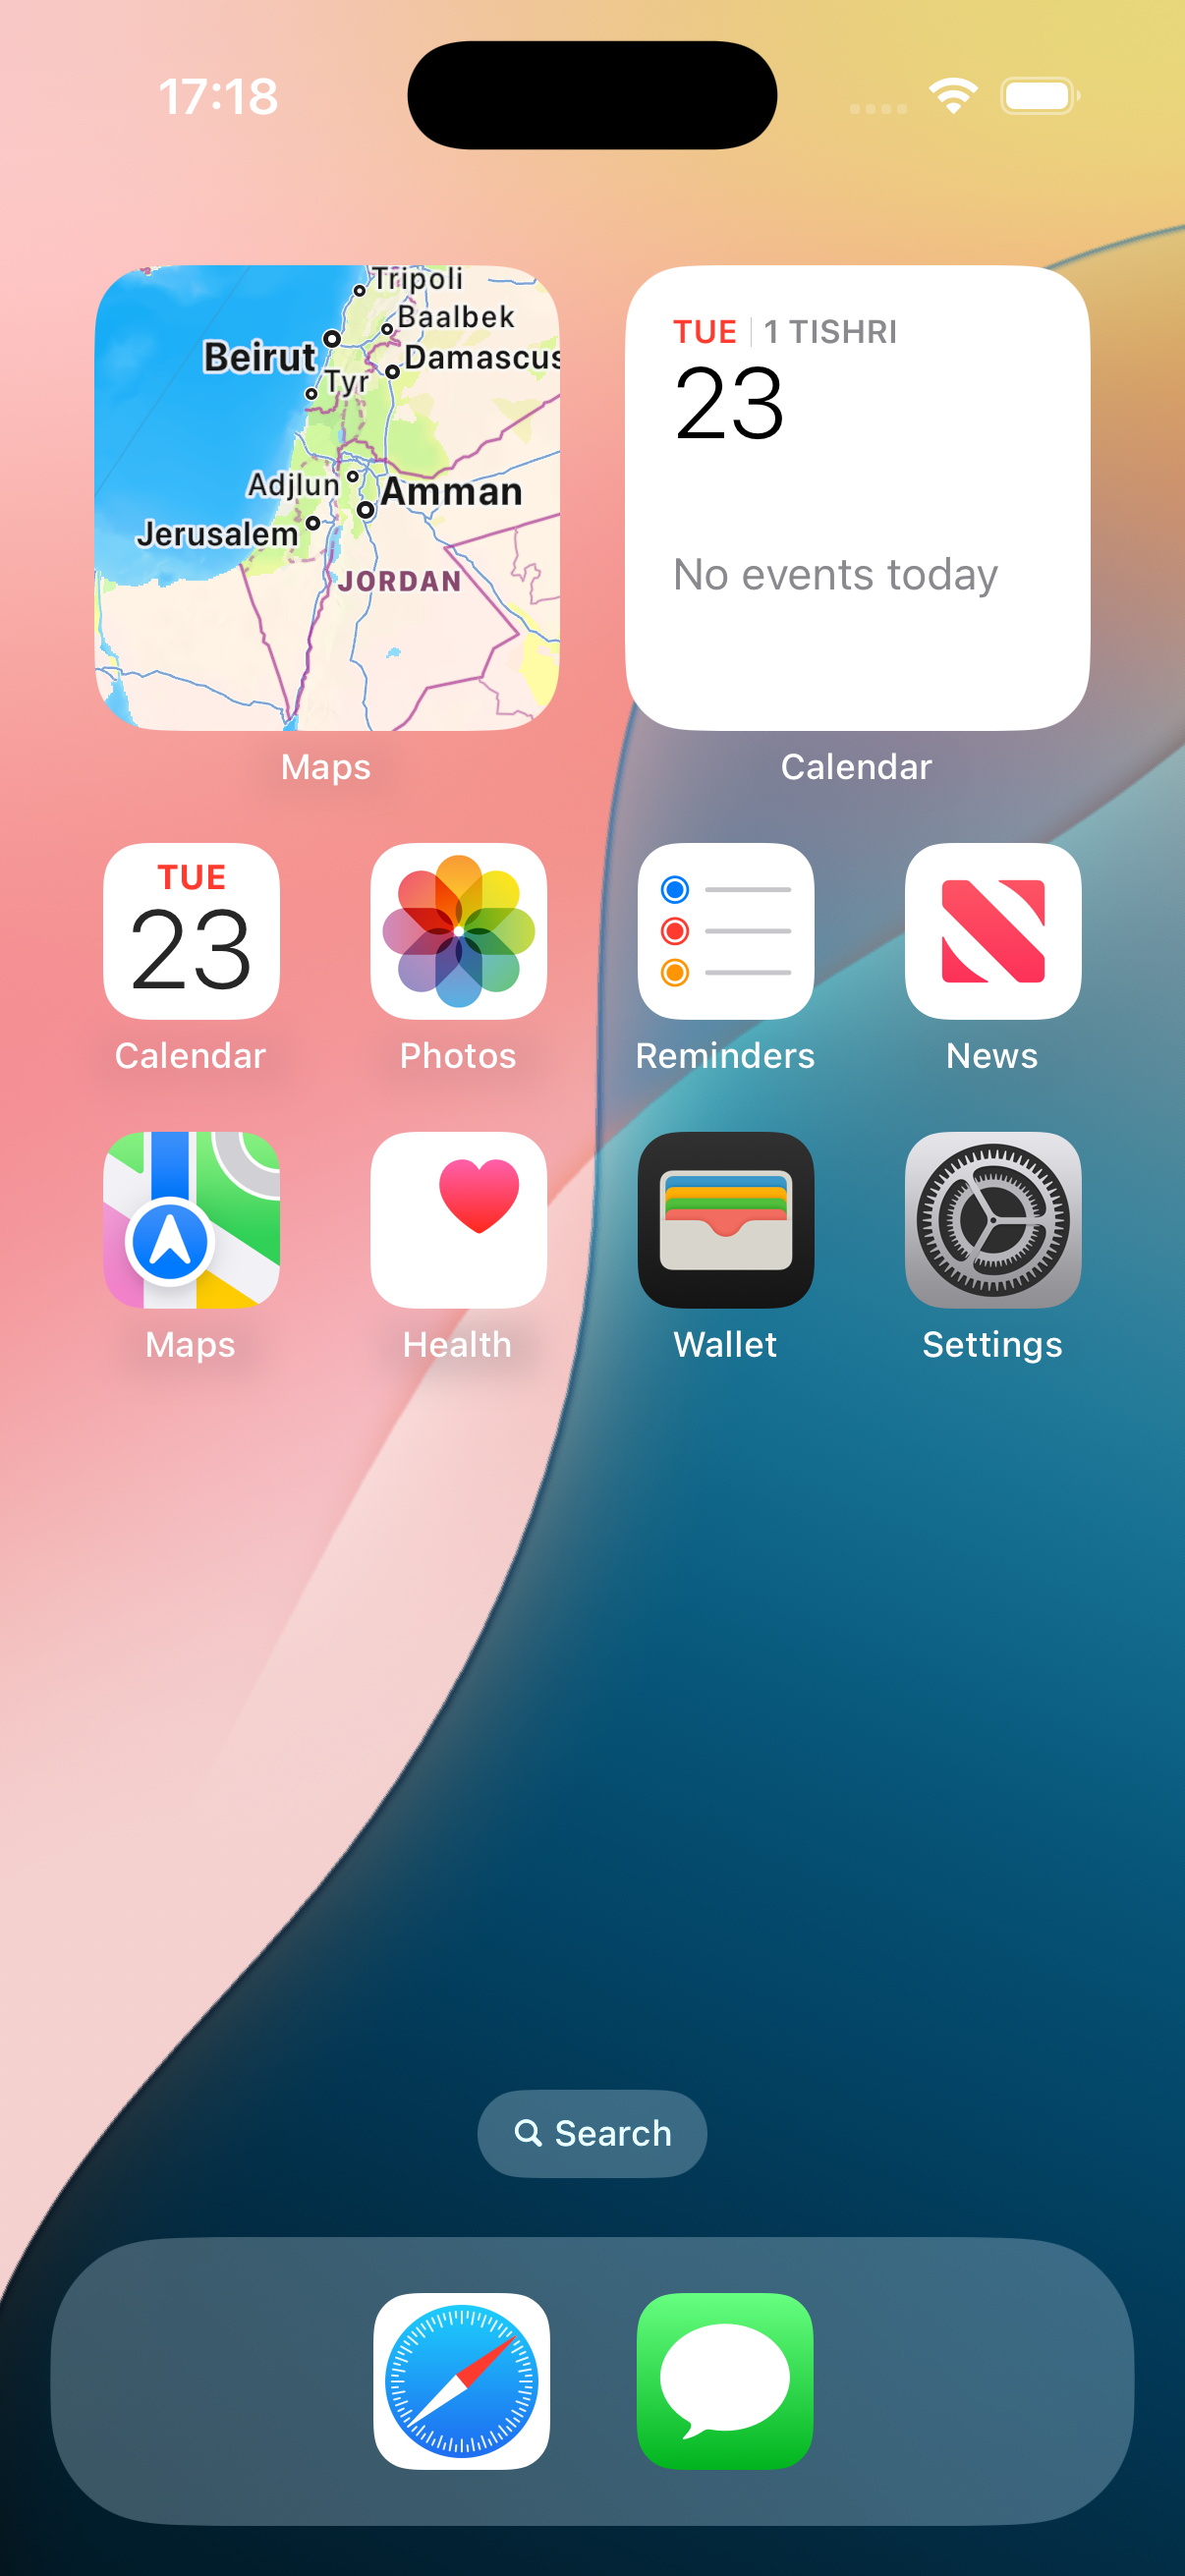 17:18
Tripoli
Baalbek
Beirut
Damascus
Tyr
Adjlun
Amman
Jerusalem
JORDAN
TUE 1 TISHRI
23
No events today
Maps
Calendar
TUE
23
Calendar
Photos
Reminders
News
Maps
Health
Wallet
Settings
Search